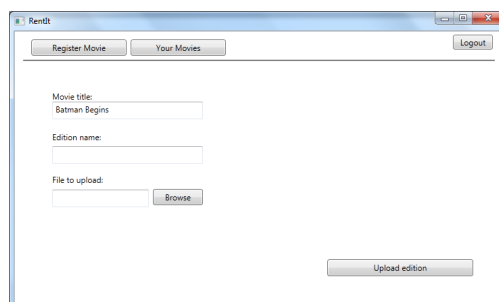 RentIt
Register Movie Your Movies Logout
Movie title:
Batman Begins
Edition name:
File to upload:
Browse
Upload edition